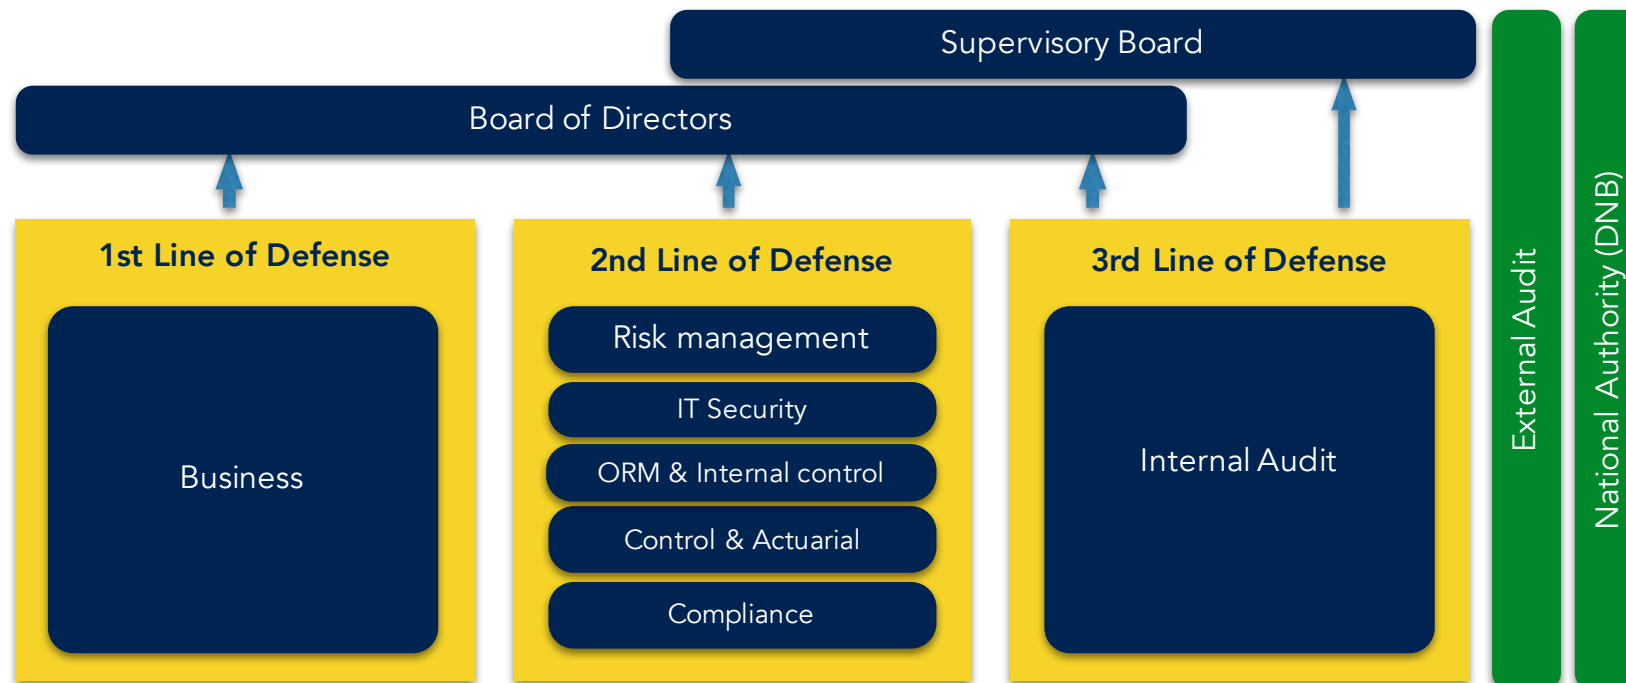 Supervisory Board
Board of Directors
1st Line of Defense
Business
2nd Line of Defense
Risk management
IT Security
ORM & Internal control
Control & Actuarial
Compliance
3rd Line of Defense
Internal Audit
External Audit
National Authority (DNB)